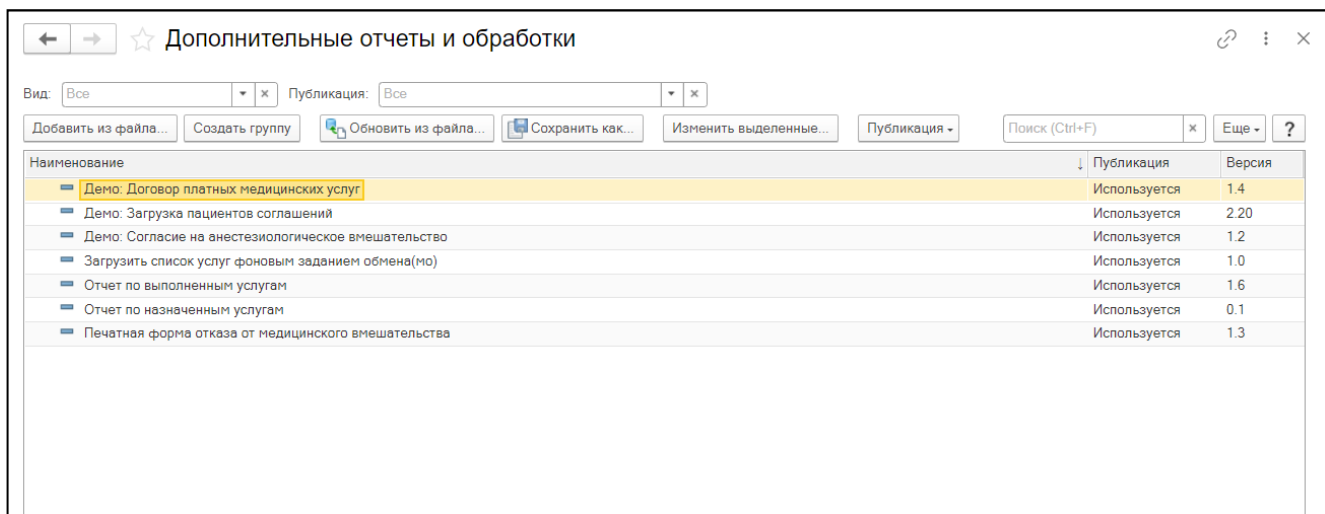 Дополнительные отчеты и обработки
Вид: Все Публикация: Все
Добавить из файла... Создать группу Обновить из файла... Сохранить как... Изменить выделенные... Публикация Поиск (Ctrl+F) Еще ?
Наименование Публикация Версия
Демо: Договор платных медицинских услуг Используется 1.4
Демо: Загрузка пациентов соглашений Используется 2.20
Демо: Согласие на анестезиологическое вмешательство Используется 1.2
Загрузить список услуг фоновым заданием обмена(мо) Используется 1.0
Отчет по выполненным услугам Используется 1.6
Отчет по назначенным услугам Используется 0.1
Печатная форма отказа от медицинского вмешательства Используется 1.3